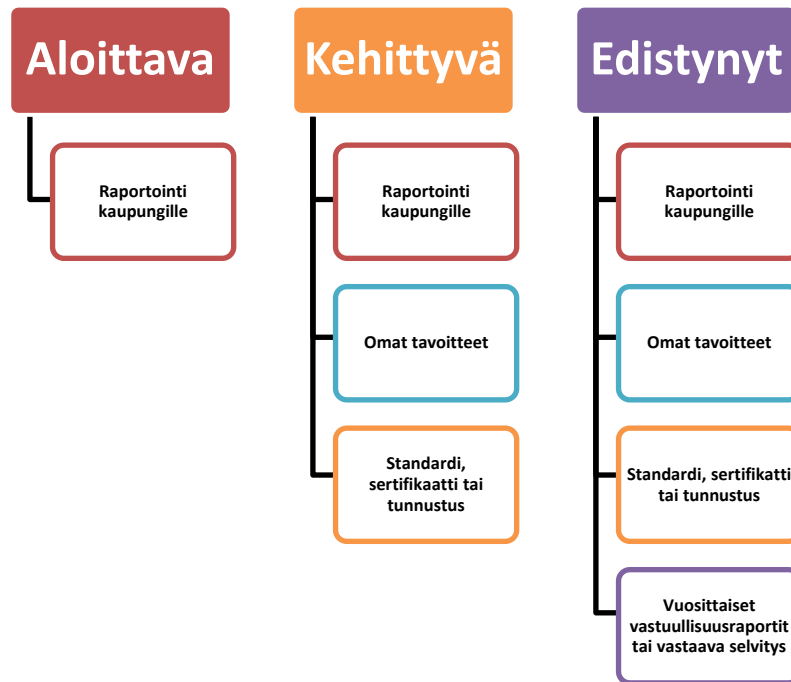 Aloittava
Raportointi
kaupungille
Kehittyvä
Raportointi
kaupungille
Omat tavoitteet
Standardi,
sertifikaatti tai
tunnustus
Edistynyt
Raportointi
kaupungille
Omat tavoitteet
Standardi, sertifikatti
tai tunnustus
Vuosittaiset
vastuullisuusraportit
tai vastaava selvitys